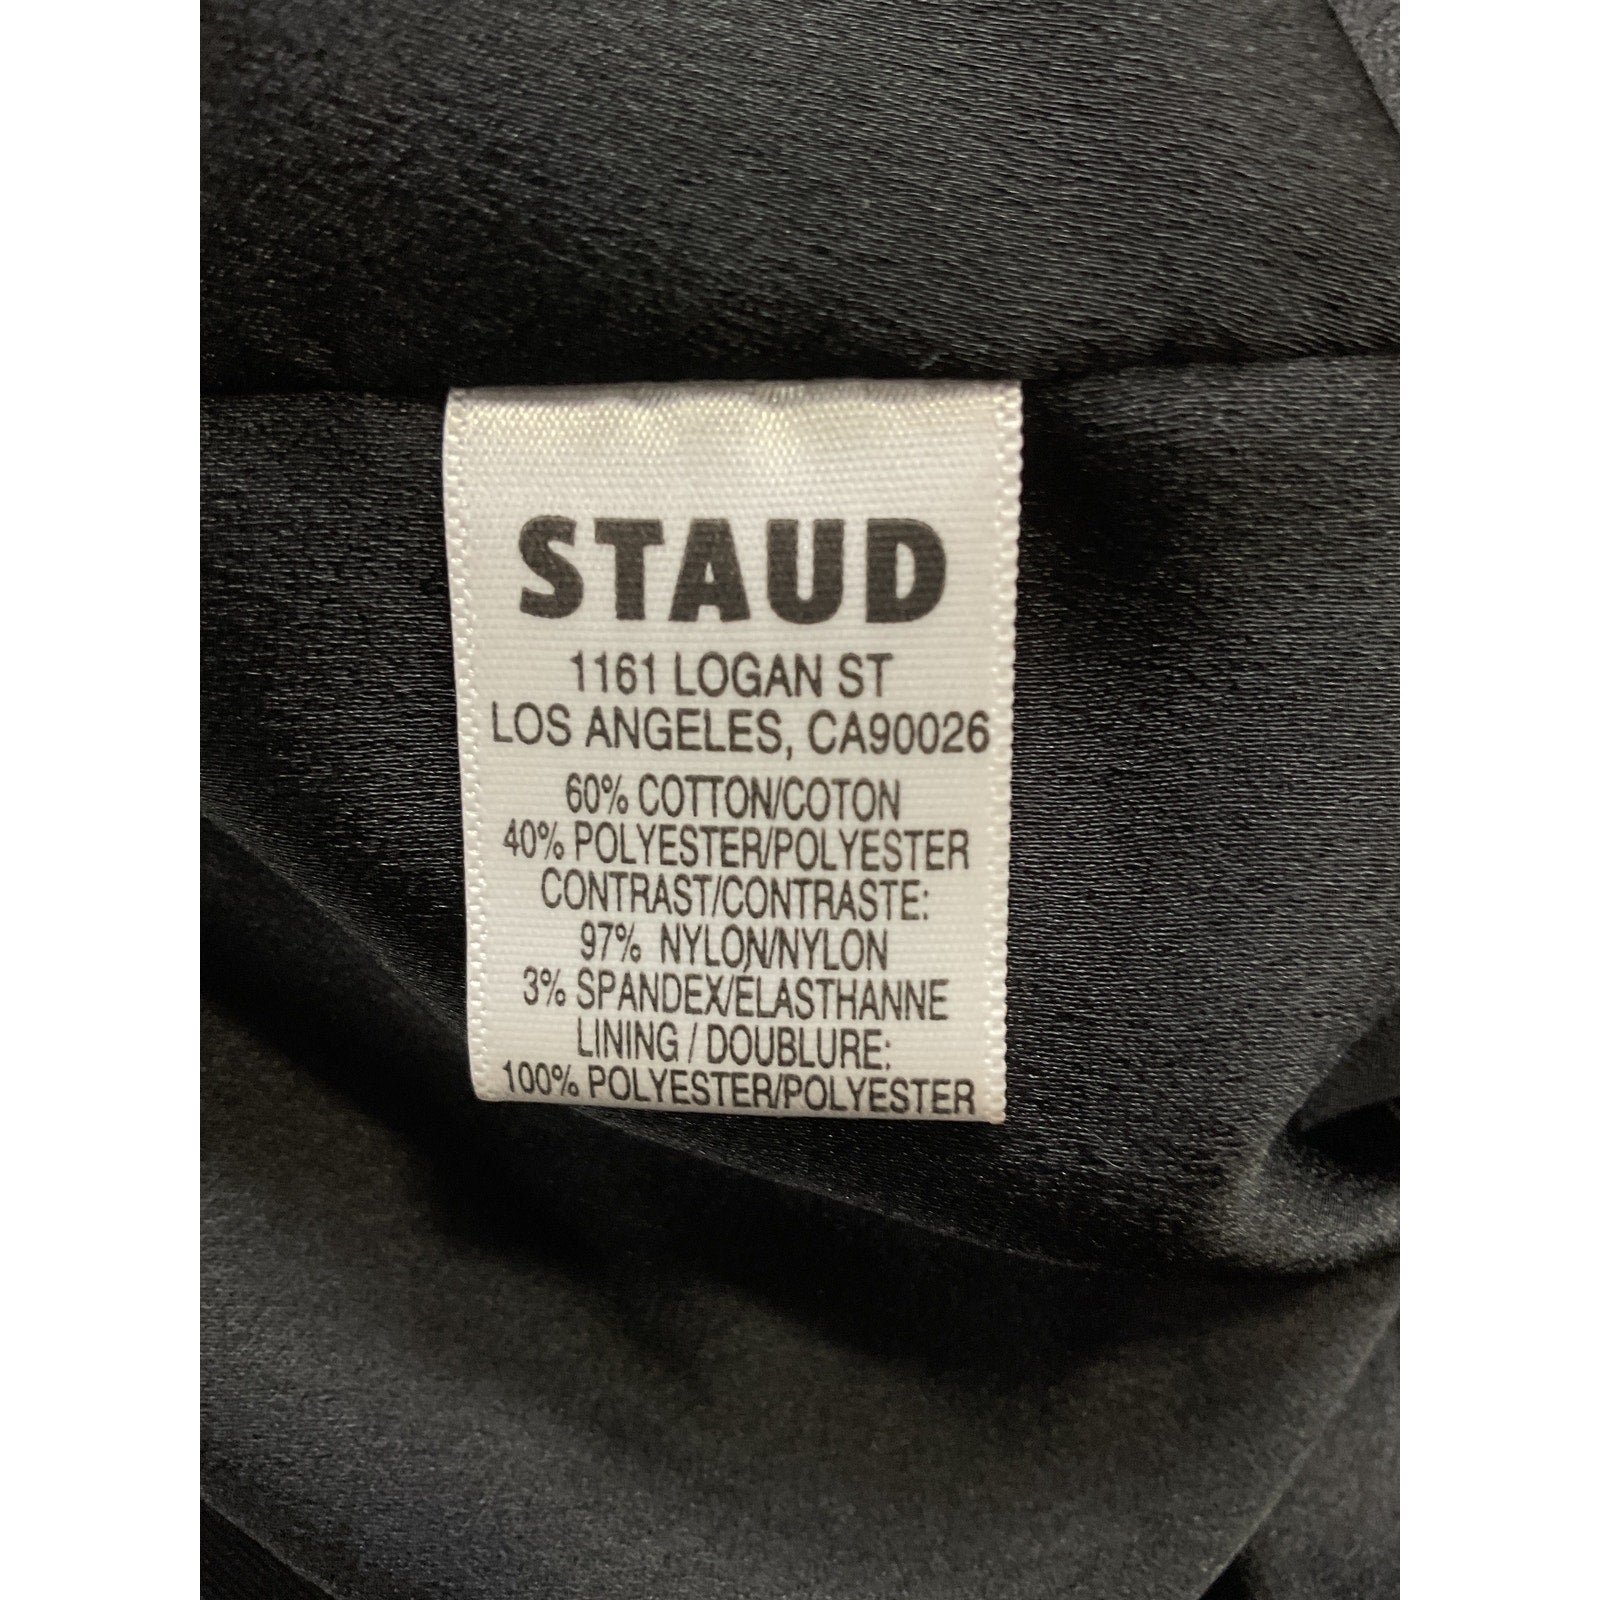 STAUD
1161 LOGAN ST
LOS ANGELES, CA90026
60% COTTON/COTON
40% POLYESTER/POLYESTER
CONTRAST/CONTRASTE:
97% NYLON/NYLON
3% SPANDEX/ÉLASTHANNE
LINING / DOUBLURE:
100% POLYESTER/POLYESTER